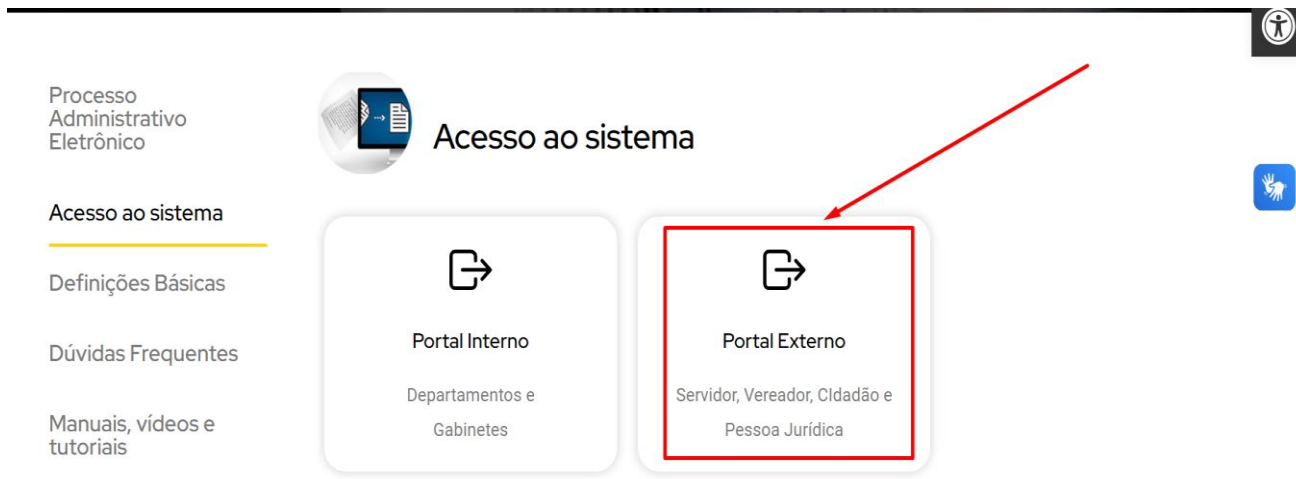 Processo
Administrativo
Eletrônico
Acesso ao sistema
Definições Básicas
Dúvidas Frequentes
Manuais, vídeos e
tutoriais
Acesso ao sistema
Portal Interno
Departamentos e
Gabinetes
Portal Externo
Servidor, Vereador, CIdadão e
Pessoa Jurídica